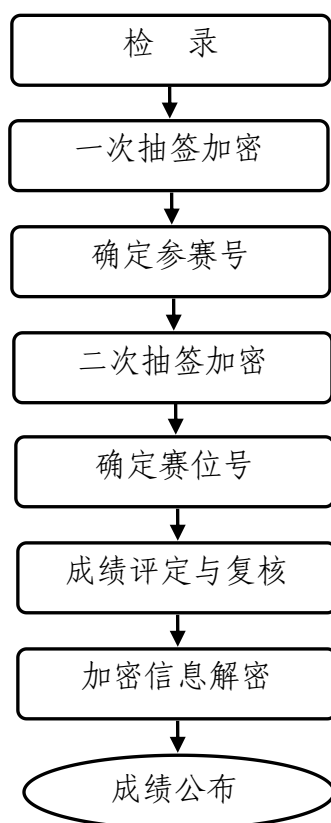 检 录
一次抽签加密
确定参赛号
二次抽签加密
确定赛位号
成绩评定与复核
加密信息解密
成绩公布